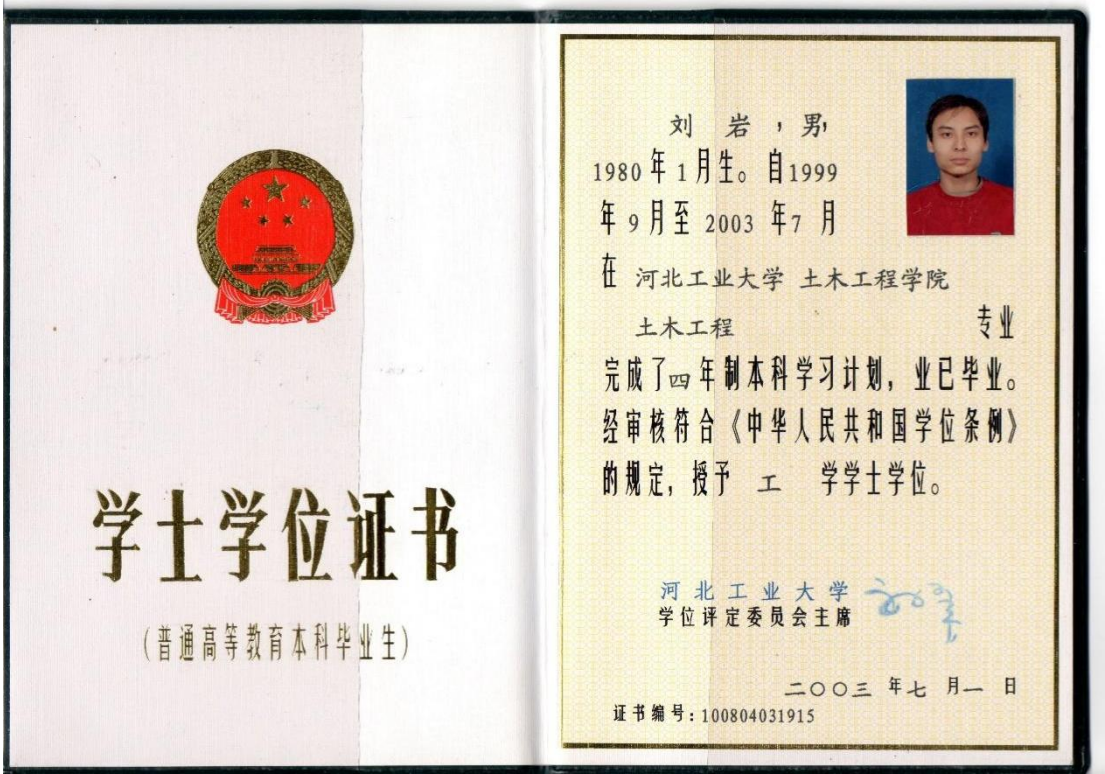 学士学位证书
(普通高等教育本科毕业生)
刘 岩,男,
1980年1月生。自1999
年9月至2003年7月
在 河北工业大学 土木工程学院
土木工程 专业
完成了四年制本科学习计划,业已毕业。
经审核符合《中华人民共和国学位条例》
的规定,授予 工 学学士学位。
河北工业大学
学位评定委员会主席
二〇〇三年七月一日
证书编号:100804031915